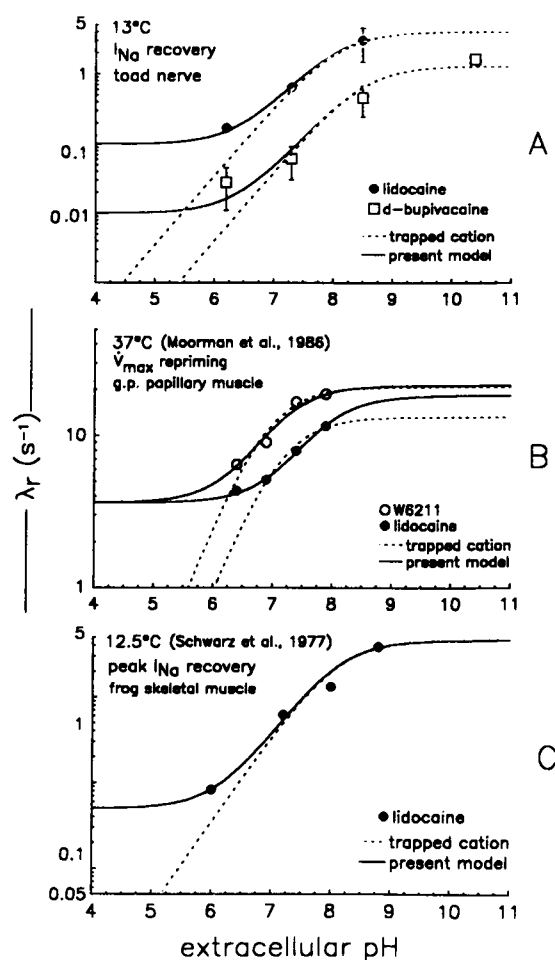 5
1
0.1
0.01
13°C
I_Na recovery
toad nerve
A
lidocaine
d-bupivacaine
trapped cation
present model
4 5 6 7 8 9 10 11
λ_r (s⁻¹)
10
1
37°C (Moorman et al., 1986)
V̇_max repriming
g.p. papillary muscle
B
W6211
lidocaine
trapped cation
present model
4 5 6 7 8 9 10 11
5
1
0.1
0.05
12.5°C (Schwarz et al., 1977)
peak I_Na recovery
frog skeletal muscle
C
lidocaine
trapped cation
present model
4 5 6 7 8 9 10 11
extracellular pH